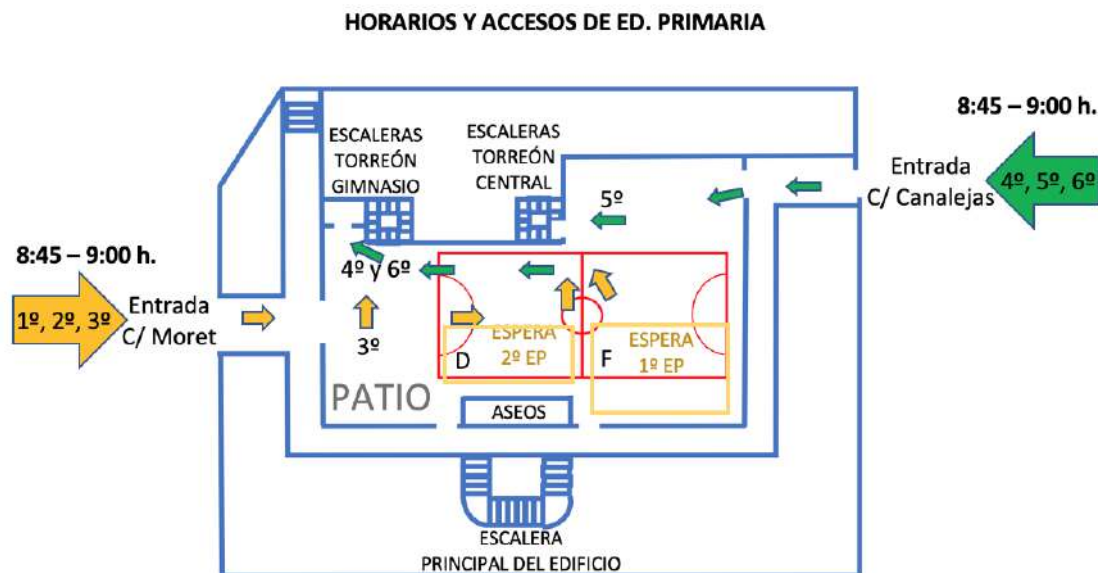 HORARIOS Y ACCESOS DE ED. PRIMARIA
8:45 – 9:00 h.
Entrada
C/ Canalejas
4º, 5º, 6º
ESCALERAS
TORREÓN
GIMNASIO
ESCALERAS
TORREÓN
CENTRAL
5º
8:45 – 9:00 h.
1º, 2º, 3º
Entrada
C/ Moret
4º y 6º
3º
PATIO
D
ESPERA
2º EP
F
ESPERA
1º EP
ASEOS
ESCALERA
PRINCIPAL DEL EDIFICIO